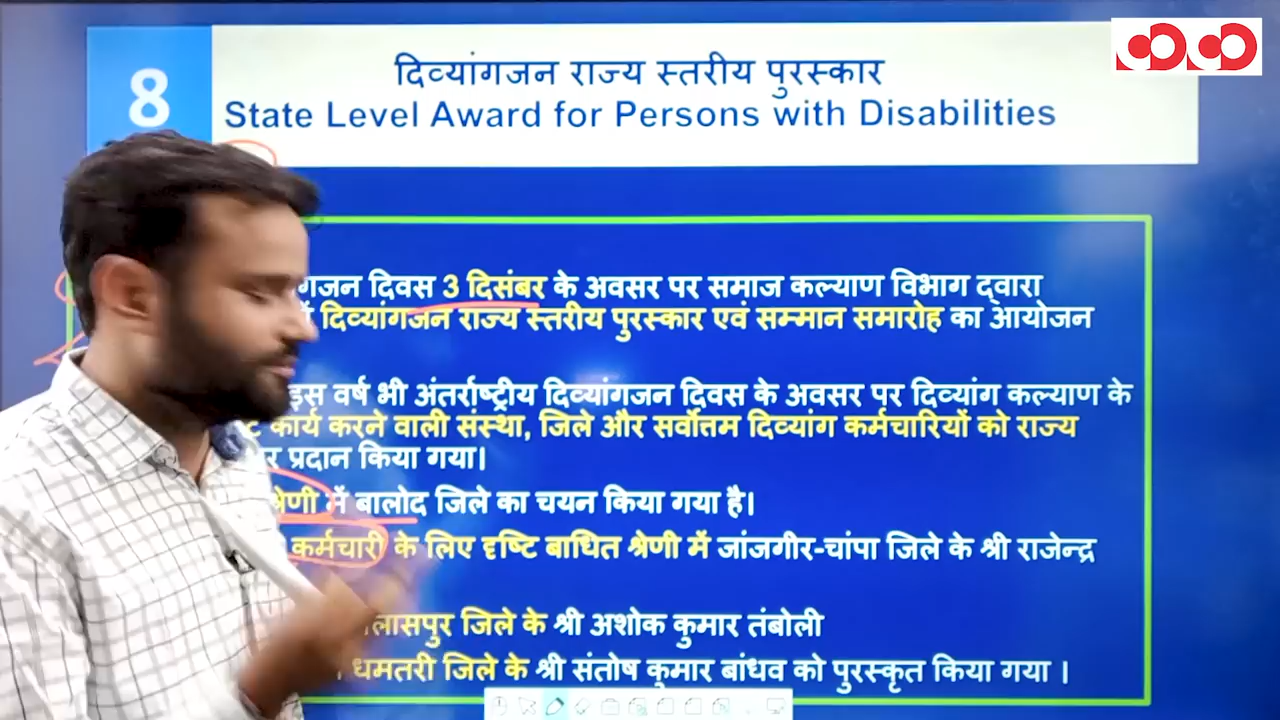 8
दिव्यांगजन राज्य स्तरीय पुरस्कार
State Level Award for Persons with Disabilities
दिवस 3 दिसंबर के अवसर पर समाज कल्याण विभाग द्वारा
दिव्यांगजन राज्य स्तरीय पुरस्कार एवं सम्मान समारोह का आयोजन
इस वर्ष भी अंतर्राष्ट्रीय दिव्यांगजन दिवस के अवसर पर दिव्यांग कल्याण के
कार्य करने वाली संस्था, जिले और सर्वोत्तम दिव्यांग कर्मचारियों को राज्य
प्रदान किया गया।
श्रेणी में बालोद जिले का चयन किया गया है।
कर्मचारी के लिए दृष्टि बाधित श्रेणी में जांजगीर-चांपा जिले के श्री राजेन्द्र
जिले के श्री अशोक कुमार तंबोली
धमतरी जिले के श्री संतोष कुमार बांधव को पुरस्कृत किया गया ।